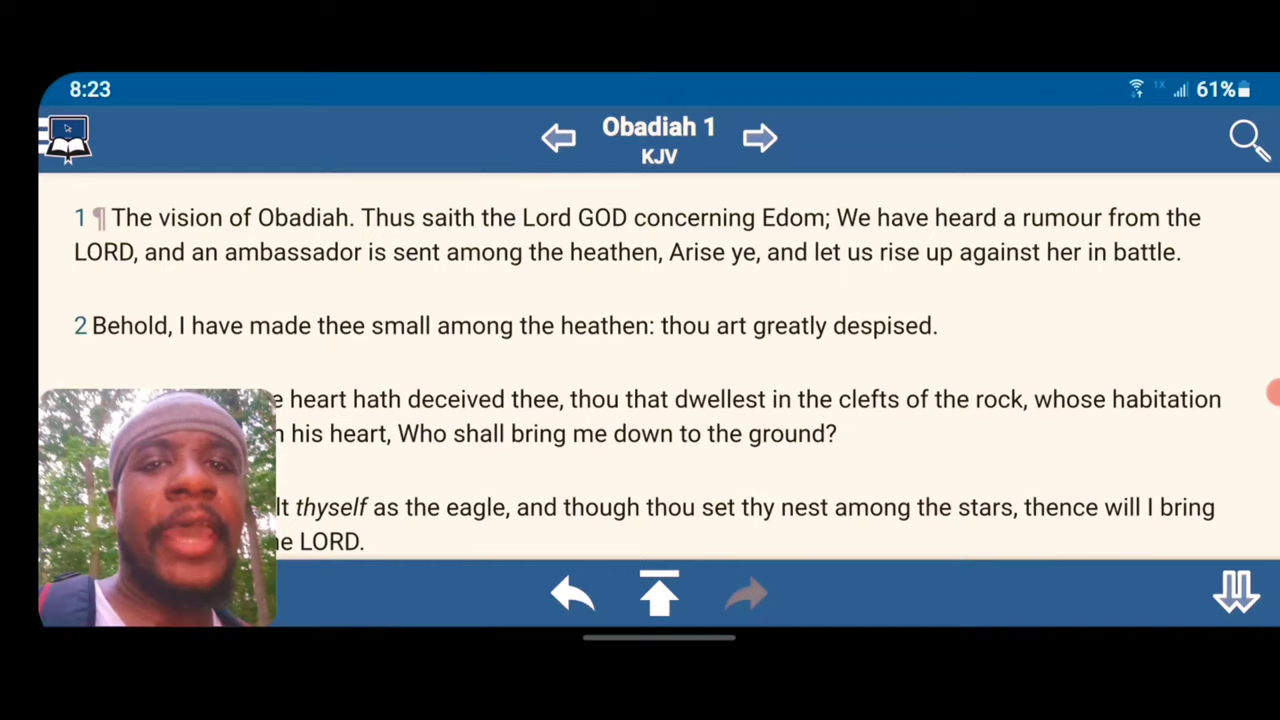 8:23
1X
61%
Obadiah 1
KJV
1 ¶ The vision of Obadiah. Thus saith the Lord GOD concerning Edom; We have heard a rumour from the
LORD, and an ambassador is sent among the heathen, Arise ye, and let us rise up against her in battle.
2 Behold, I have made thee small among the heathen: thou art greatly despised.
heart hath deceived thee, thou that dwellest in the clefts of the rock, whose habitation
his heart, Who shall bring me down to the ground?
thyself as the eagle, and though thou set thy nest among the stars, thence will I bring
LORD.